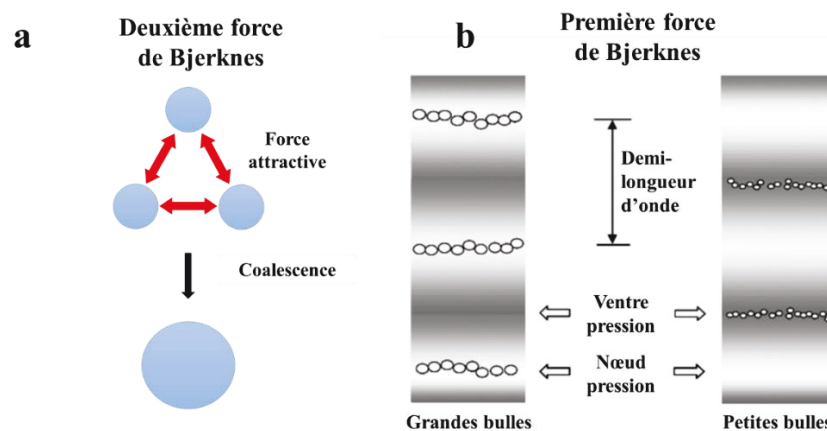 a
Deuxième force
de Bjerknes
Force
attractive
Coalescence
b
Première force
de Bjerknes
Demi-
longueur
d'onde
Ventre
pression
Nœud
pression
Grandes bulles
Petites bulles